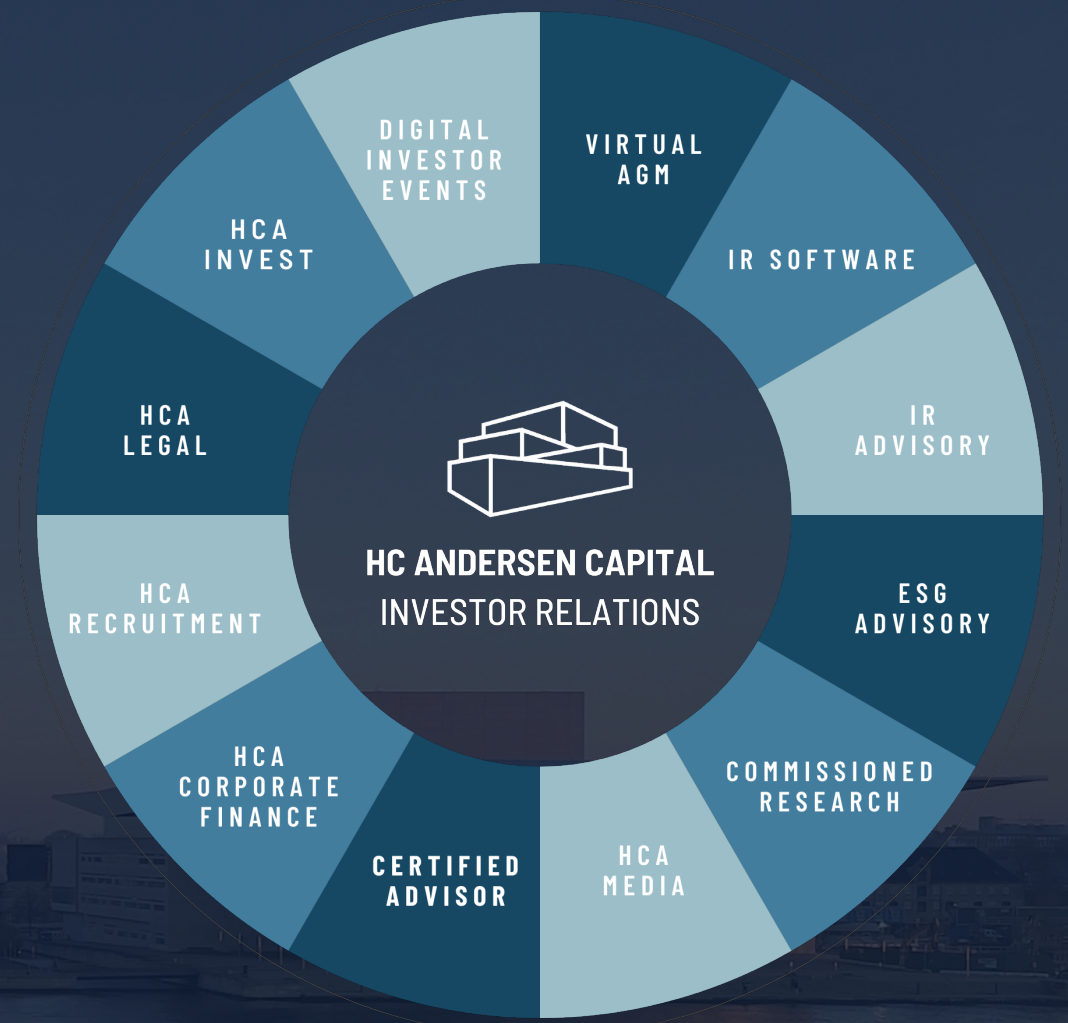 DIGITAL
INVESTOR
EVENTS
VIRTUAL
AGM
HCA
INVEST
IR SOFTWARE
HCA
LEGAL
IR
ADVISORY
HC ANDERSEN CAPITAL
INVESTOR RELATIONS
HCA
RECRUITMENT
ESG
ADVISORY
HCA
CORPORATE
FINANCE
COMMISSIONED
RESEARCH
CERTIFIED
ADVISOR
HCA
MEDIA